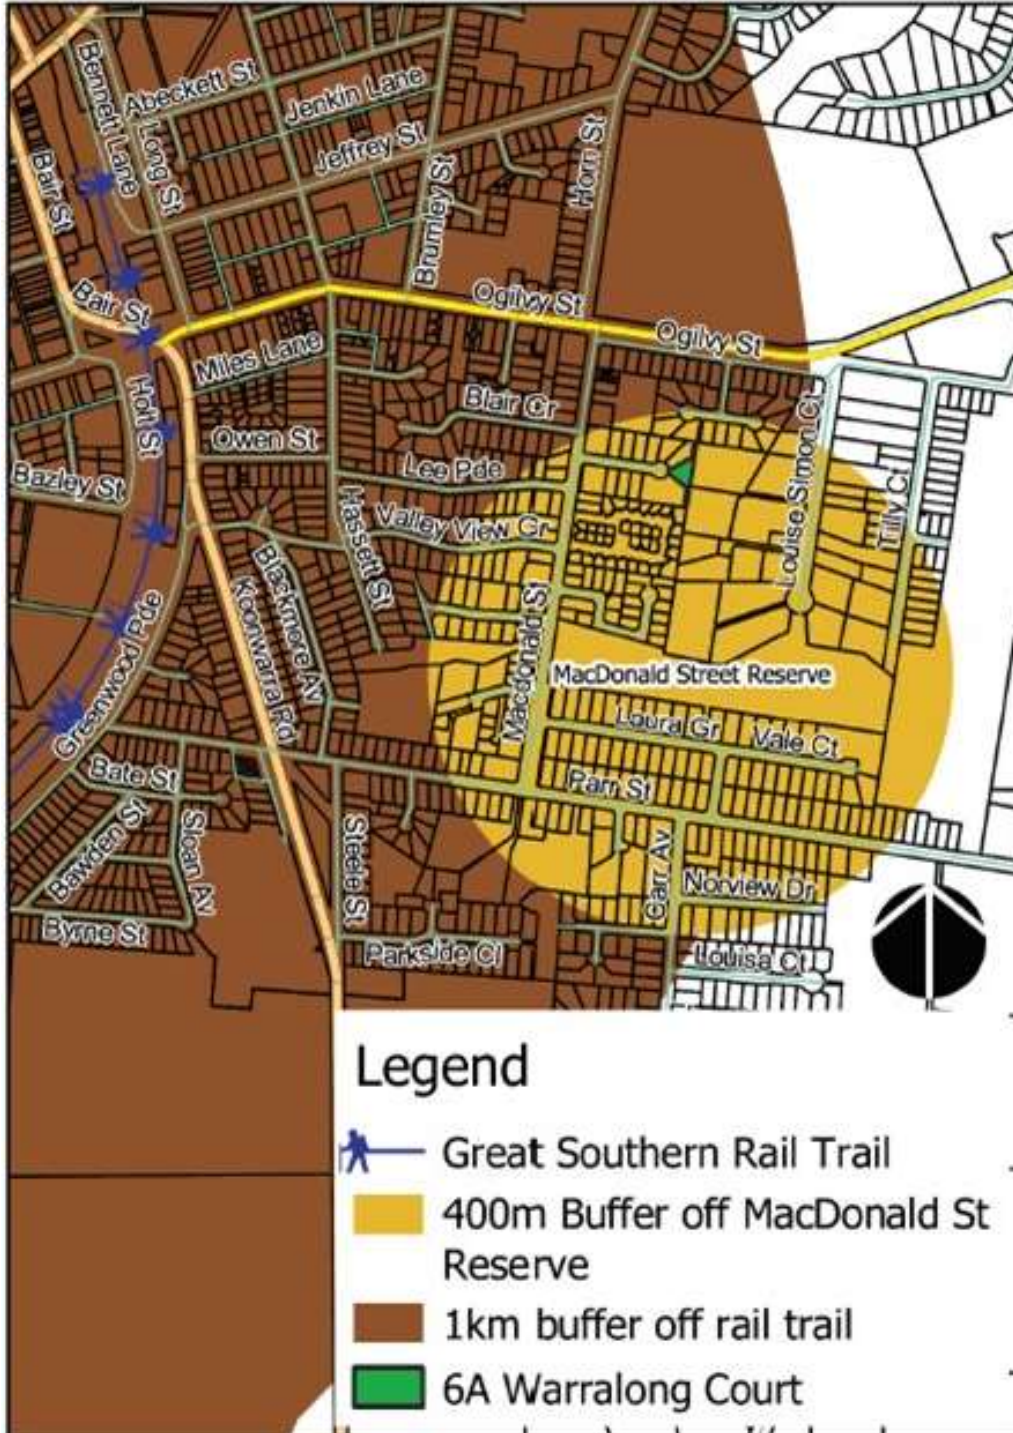 Bennett Lane
Abeckett St
Long St
Jenkin Lane
Jeffrey St
Bair St
Horn St
Brumley St
Bair St
Ogilvy St
Ogilvy St
Miles Lane
Holt St
Blair Cr
Owen St
Louise Simon Ct
Lee Pde
Bazley St
Tilly Ct
Hassett St
Valley View Gr
Blackmore Av
Koonwarra Rd
Greenwood Pde
Macdonald St
MacDonald Street Reserve
Laura Gr
Vale Ct
Bate St
Parr St
Bawden St
Sloan Av
Steele St
Carr Av
Norview Dr
Byrne St
Parkside Cl
Louisa Ct
Legend
Great Southern Rail Trail
400m Buffer off MacDonald St
Reserve
1km buffer off rail trail
6A Warralong Court